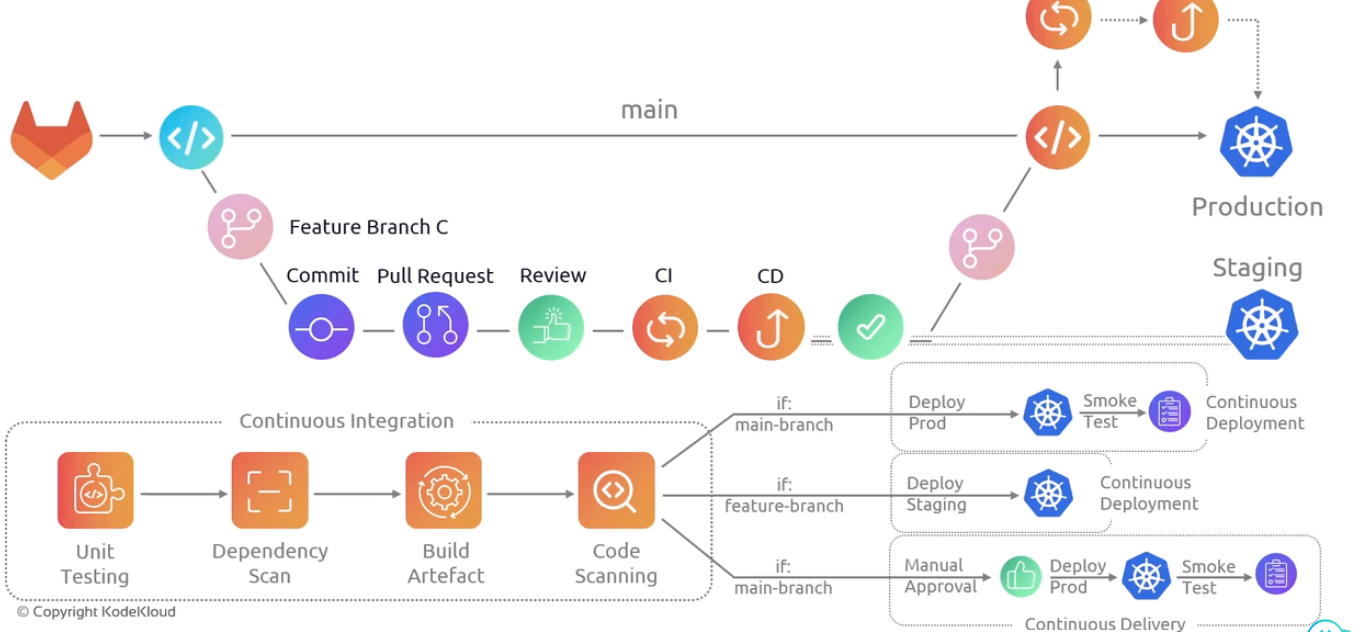 main
Production
Feature Branch C
Staging
Commit
Pull Request
Review
CI
CD
Continuous Integration
Unit
Testing
Dependency
Scan
Build
Artefact
Code
Scanning
if:
main-branch
Deploy
Prod
Smoke
Test
Continuous
Deployment
if:
feature-branch
Deploy
Staging
Continuous
Deployment
if:
main-branch
Manual
Approval
Deploy
Prod
Smoke
Test
Continuous Delivery
© Copyright KodeKloud